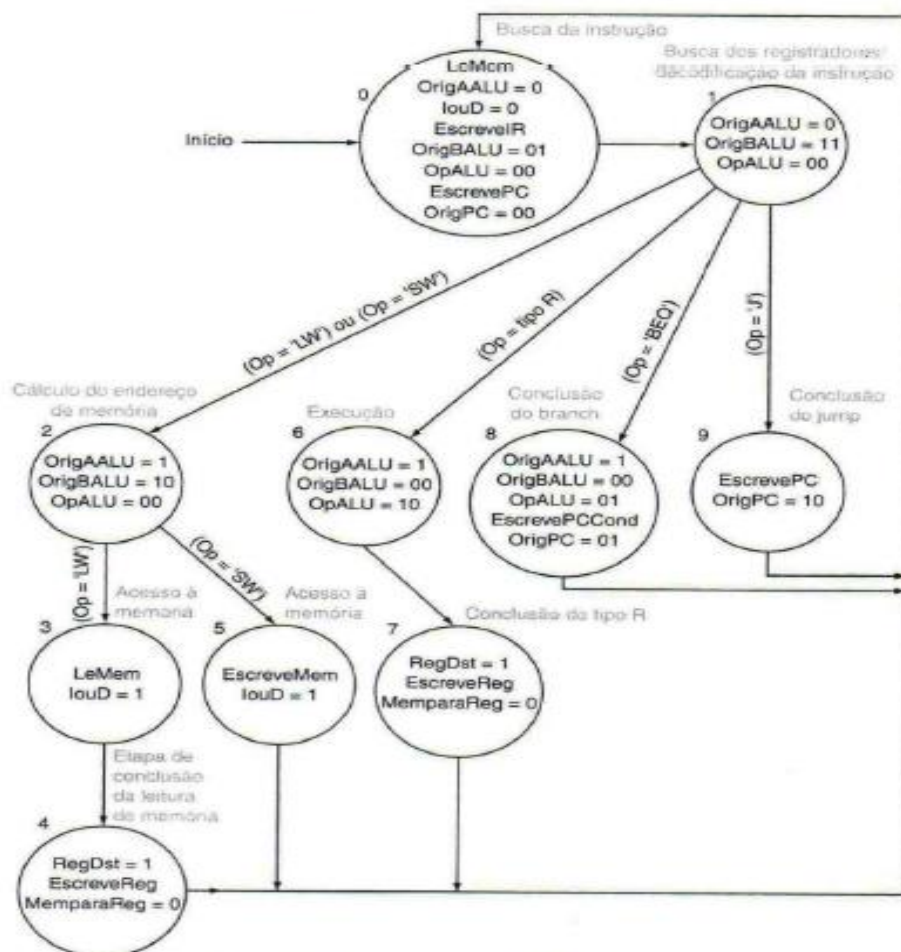 Busca da instrução
0
LeMem
OrigAALU = 0
IouD = 0
EscreveIR
OrigBALU = 01
OpALU = 00
EscrevePC
OrigPC = 00
Início
Busca dos registradores/
decodificação da instrução
1
OrigAALU = 0
OrigBALU = 11
OpALU = 00
(Op = 'LW') ou (Op = 'SW')
(Op = tipo R)
(Op = 'BEQ')
(Op = 'J')
Cálculo do endereço
de memória
2
OrigAALU = 1
OrigBALU = 10
OpALU = 00
Execução
6
OrigAALU = 1
OrigBALU = 00
OpALU = 10
Conclusão
do branch
8
OrigAALU = 1
OrigBALU = 00
OpALU = 01
EscrevePCCond
OrigPC = 01
Conclusão
do jump
9
EscrevePC
OrigPC = 10
(Op = 'LW')
(Op = 'SW')
Acesso à
memória
3
LeMem
IouD = 1
Acesso à
memória
5
EscreveMem
IouD = 1
Conclusão do tipo R
7
RegDst = 1
EscreveReg
MemparaReg = 0
Etapa de
conclusão
da leitura
de memória
4
RegDst = 1
EscreveReg
MemparaReg = 0